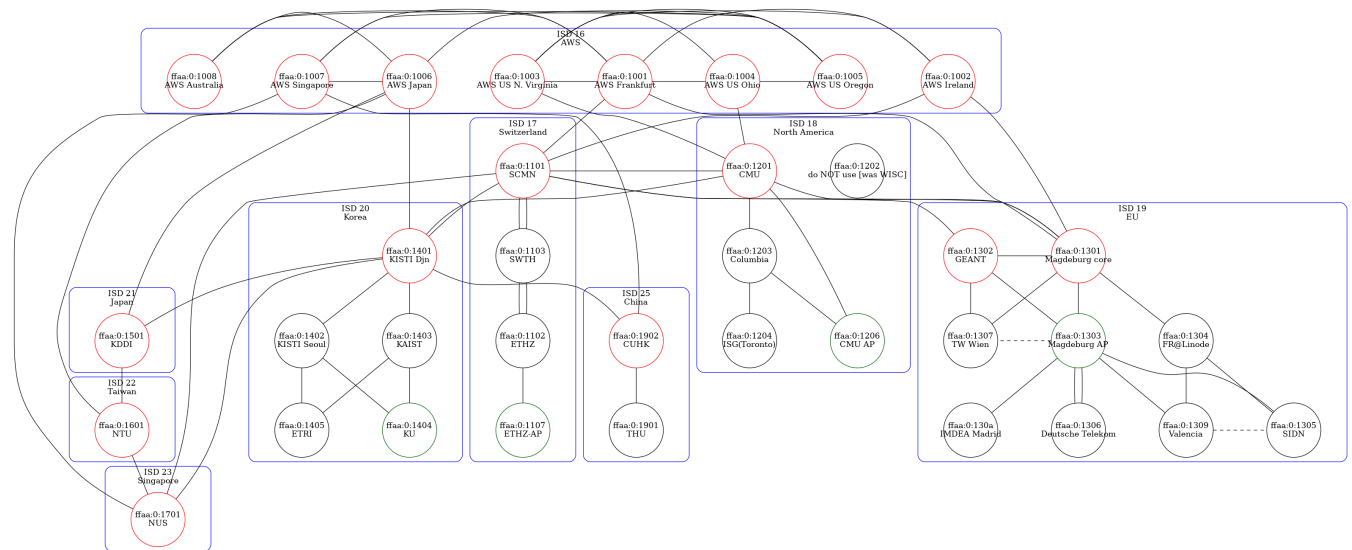 ISD 16
AWS
ffaa:0:1008
AWS Australia
ffaa:0:1007
AWS Singapore
ffaa:0:1006
AWS Japan
ffaa:0:1003
AWS US N. Virginia
ffaa:0:1001
AWS Frankfurt
ffaa:0:1004
AWS US Ohio
ffaa:0:1005
AWS US Oregon
ffaa:0:1002
AWS Ireland
ISD 17
Switzerland
ffaa:0:1101
SCMN
ffaa:0:1103
SWTH
ffaa:0:1102
ETHZ
ffaa:0:1107
ETHZ-AP
ISD 18
North America
ffaa:0:1201
CMU
ffaa:0:1202
do NOT use [was WISC]
ffaa:0:1203
Columbia
ffaa:0:1204
ISG(Toronto)
ffaa:0:1206
CMU AP
ISD 20
Korea
ffaa:0:1401
KISTI Djn
ffaa:0:1402
KISTI Seoul
ffaa:0:1403
KAIST
ffaa:0:1405
ETRI
ffaa:0:1404
KU
ISD 19
EU
ffaa:0:1302
GEANT
ffaa:0:1301
Magdeburg core
ffaa:0:1307
TW Wien
ffaa:0:1303
Magdeburg AP
ffaa:0:1304
FR@Linode
ffaa:0:130a
IMDEA Madrid
ffaa:0:1306
Deutsche Telekom
ffaa:0:1309
Valencia
ffaa:0:1305
SIDN
ISD 21
Japan
ffaa:0:1501
KDDI
ISD 25
China
ffaa:0:1902
CUHK
ffaa:0:1901
THU
ISD 22
Taiwan
ffaa:0:1601
NTU
ISD 23
Singapore
ffaa:0:1701
NUS